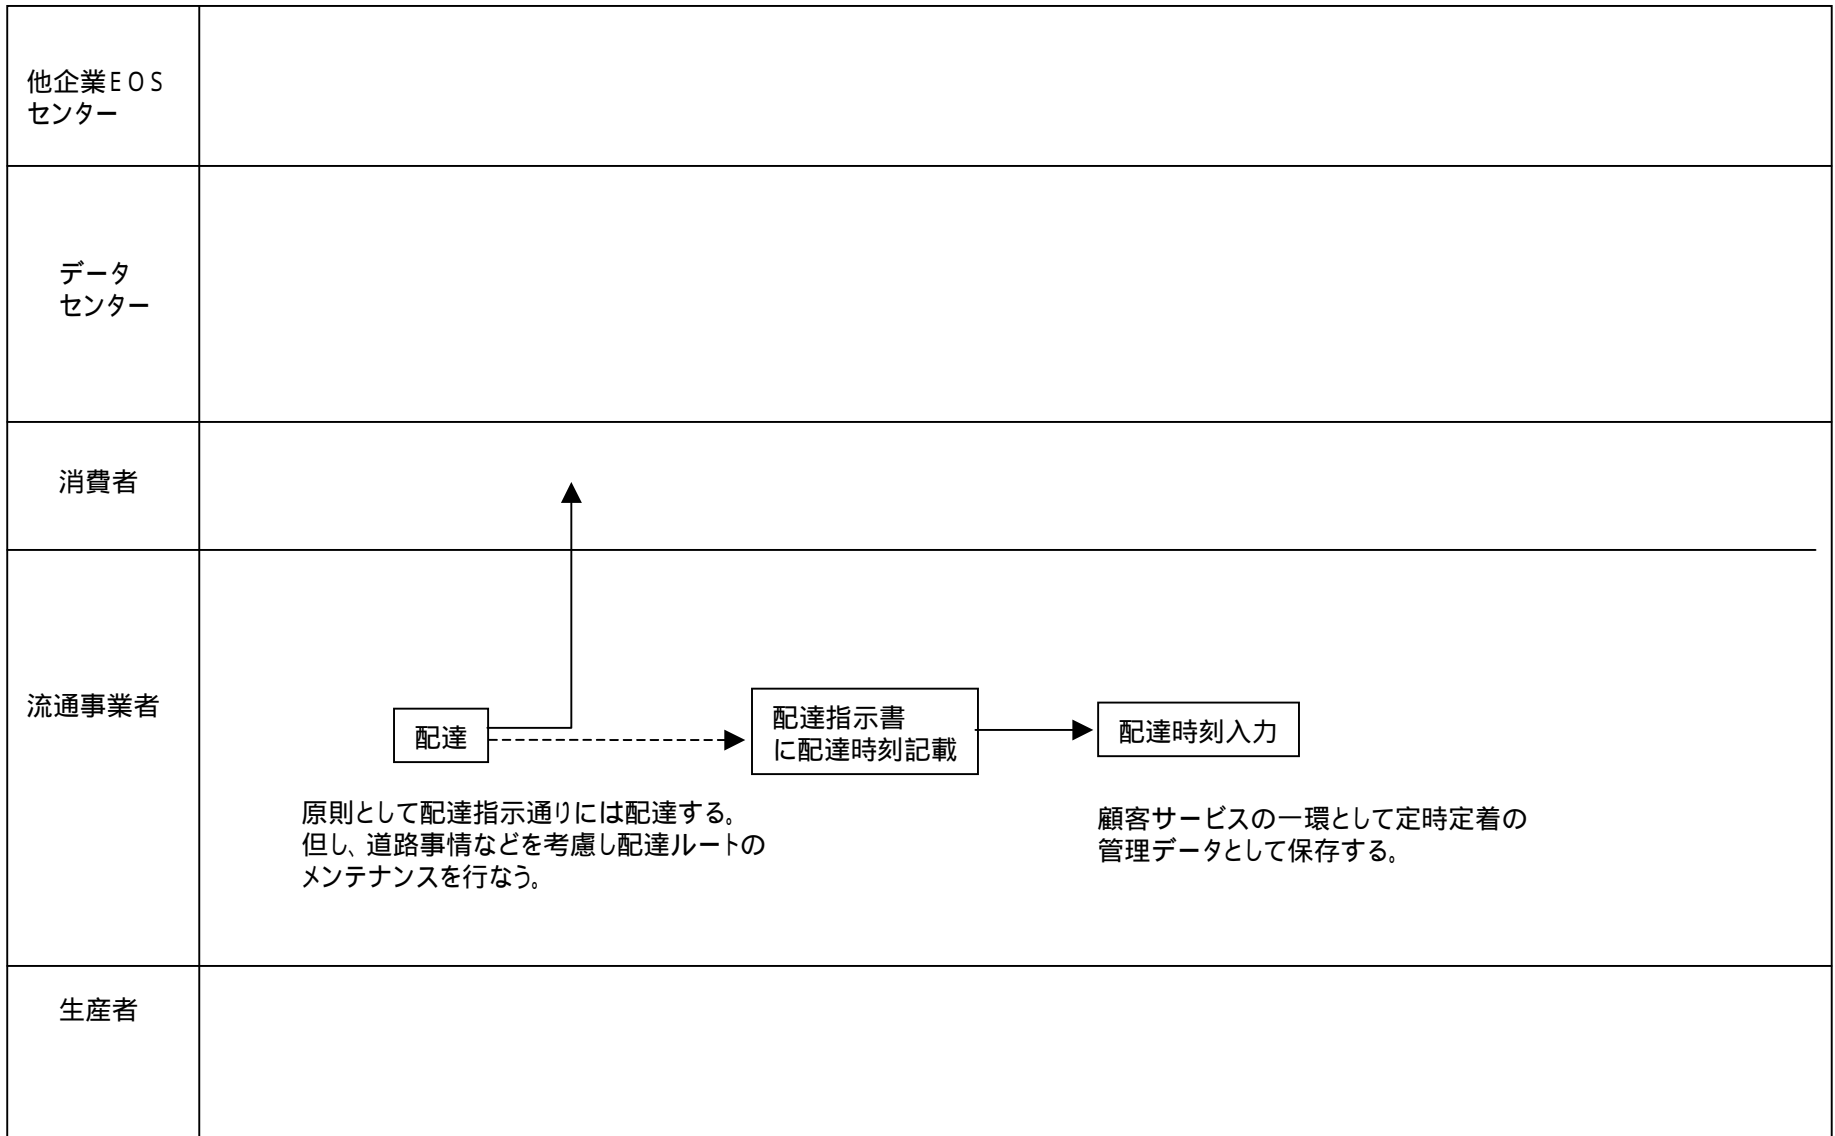 他企業ＥＯＳ
センター
データ
センター
消費者
流通事業者
配達
配達指示書
に配達時刻記載
配達時刻入力
原則として配達指示通りには配達する。
但し、道路事情などを考慮し配達ルートの
メンテナンスを行なう。
顧客サービスの一環として定時定着の
管理データとして保存する。
生産者